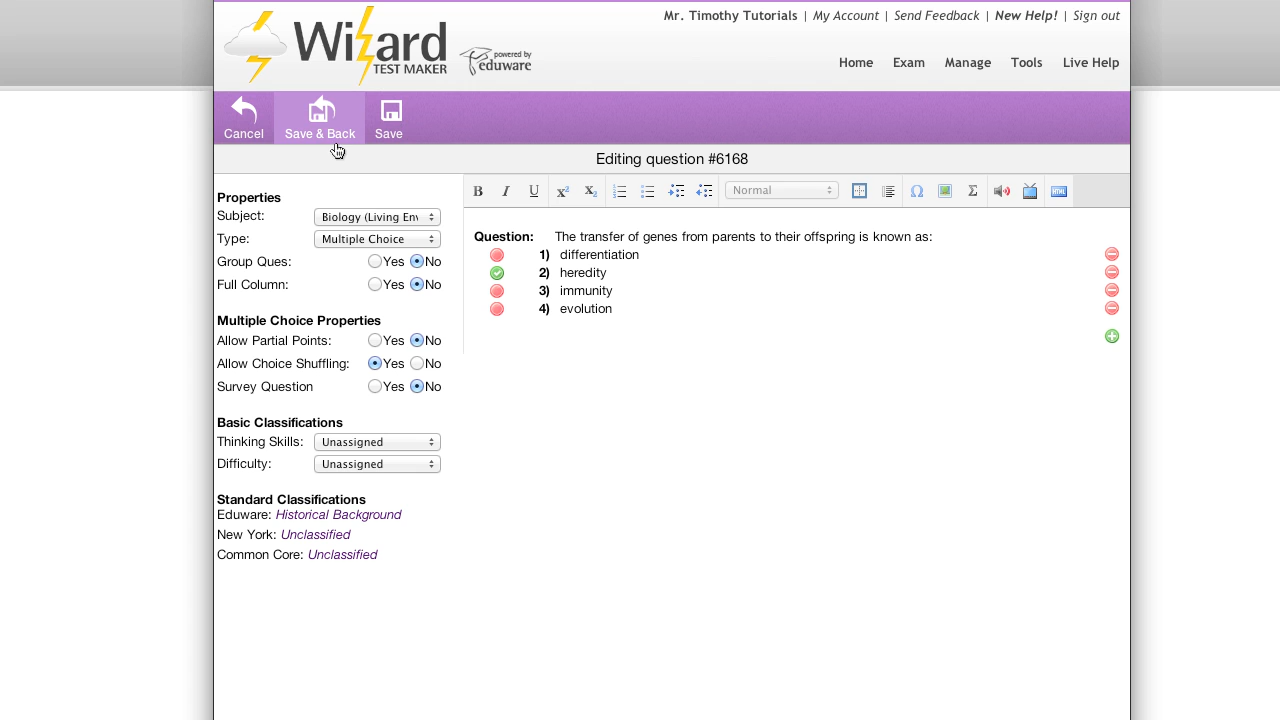 Mr. Timothy Tutorials | My Account | Send Feedback | New Help! | Sign out
Wizard
TEST MAKER
powered by
eduware
Home Exam Manage Tools Live Help
Cancel Save & Back Save
Editing question #6168
Properties
Subject: Biology (Living Env
Type: Multiple Choice
Group Ques: Yes No
Full Column: Yes No
Multiple Choice Properties
Allow Partial Points: Yes No
Allow Choice Shuffling: Yes No
Survey Question Yes No
Basic Classifications
Thinking Skills: Unassigned
Difficulty: Unassigned
Standard Classifications
Eduware: Historical Background
New York: Unclassified
Common Core: Unclassified
B I U X² X₂ Normal Ω Σ HTML
Question: The transfer of genes from parents to their offspring is known as:
1) differentiation
2) heredity
3) immunity
4) evolution